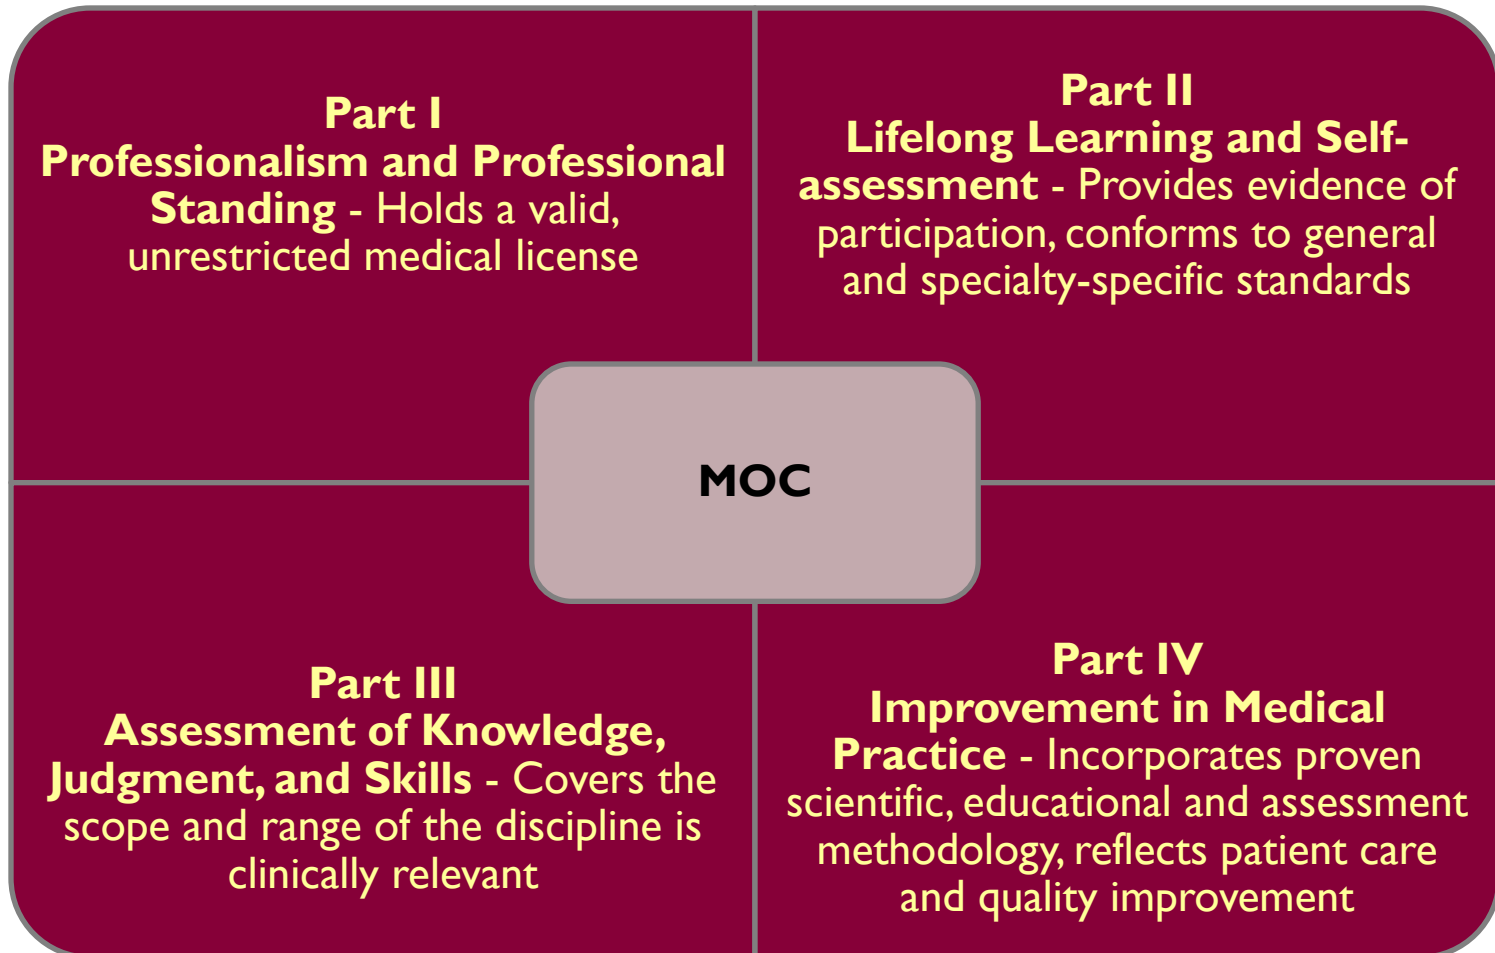 Part I
Professionalism and Professional
Standing - Holds a valid,
unrestricted medical license
Part II
Lifelong Learning and Self-
assessment - Provides evidence of
participation, conforms to general
and specialty-specific standards
MOC
Part III
Assessment of Knowledge,
Judgment, and Skills - Covers the
scope and range of the discipline is
clinically relevant
Part IV
Improvement in Medical
Practice - Incorporates proven
scientific, educational and assessment
methodology, reflects patient care
and quality improvement